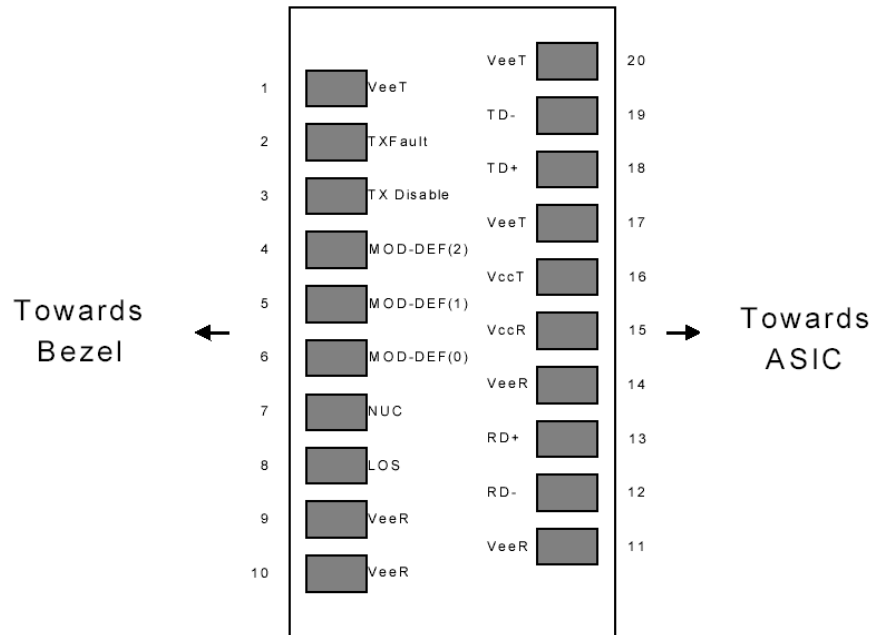 VeeT 20
1 VeeT
TD- 19
2 TXFault
TD+ 18
3 TX Disable
VeeT 17
4 MOD-DEF(2)
VccT 16
5 MOD-DEF(1)
Towards
Bezel
VccR 15
Towards
ASIC
6 MOD-DEF(0)
VeeR 14
7 NUC
RD+ 13
8 LOS
RD- 12
9 VeeR
VeeR 11
10 VeeR